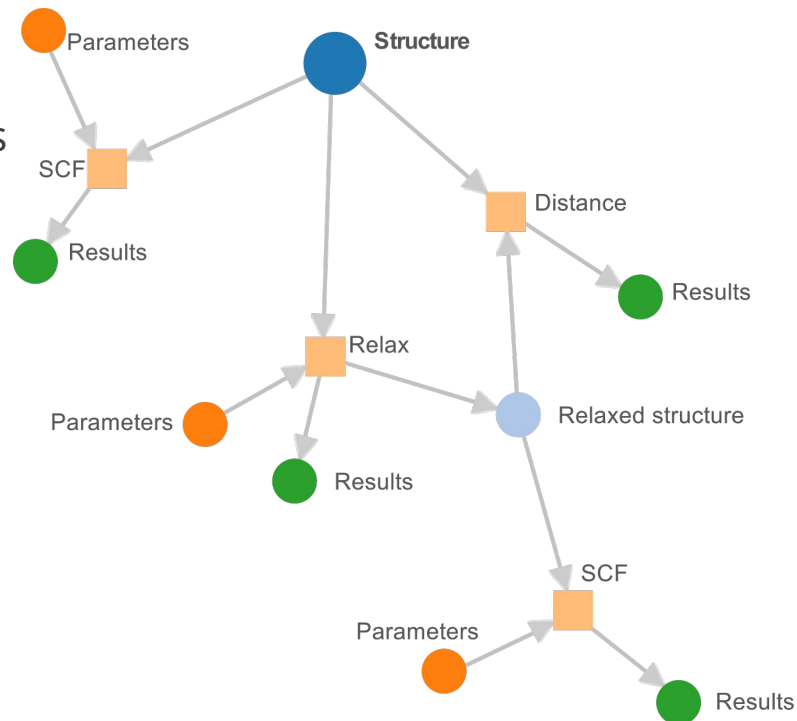 Structure
Parameters
s
SCF
Distance
Results
Results
Relax
Relaxed structure
Parameters
Results
SCF
Parameters
Results